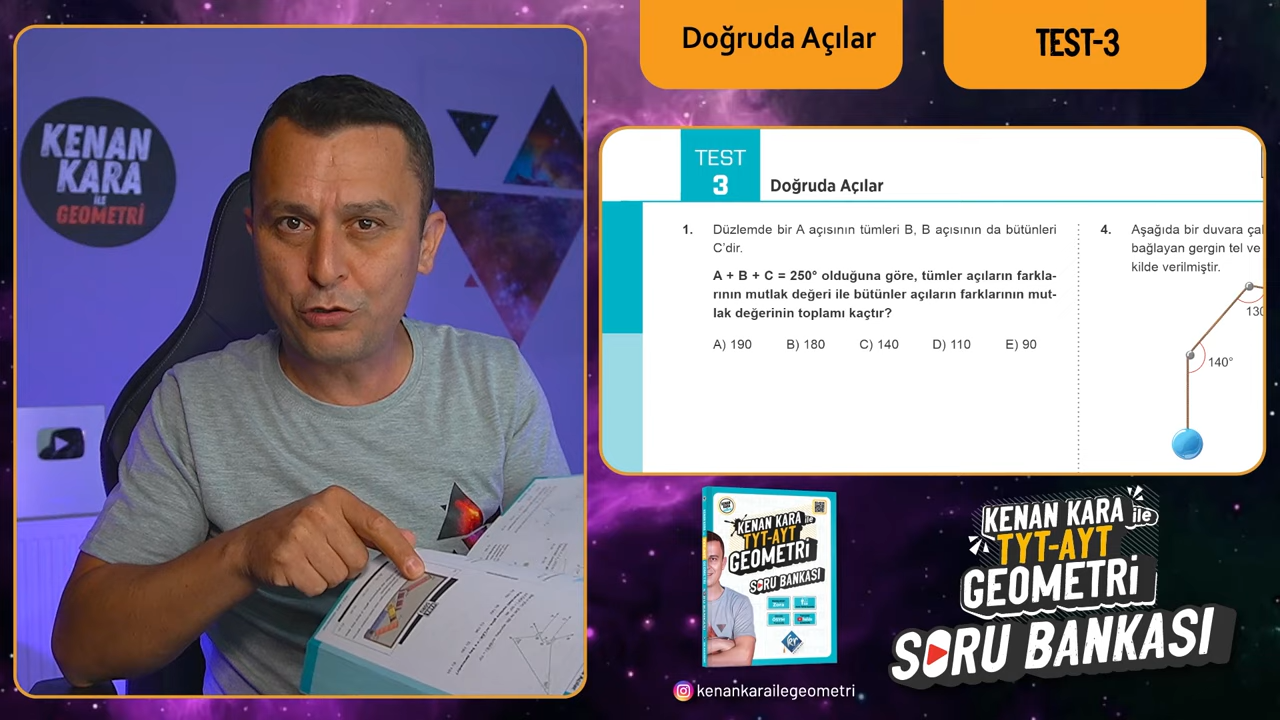 KENAN
KARA
İLE
GEOMETRİ
Doğruda Açılar
TEST-3
TEST
3
Doğruda Açılar
1. Düzlemde bir A açısının tümleri B, B açısının da bütünleri
C'dir.
A + B + C = 250° olduğuna göre, tümler açıların farkla-
rının mutlak değeri ile bütünler açıların farklarının mut-
lak değerinin toplamı kaçtır?
A) 190 B) 180 C) 140 D) 110 E) 90
4. Aşağıda bir duvara çal
bağlayan gergin tel ve
kilde verilmiştir.
130
140°
KENAN KARA ile
TYT-AYT
GEOMETRİ
SORU BANKASI
KENAN KARA ile
TYT-AYT
GEOMETRİ
SORU BANKASI
kenankarailegeometri